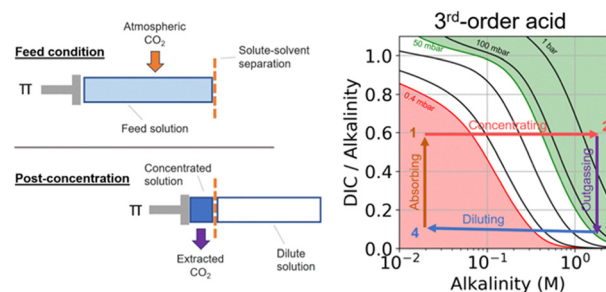 Feed condition
Atmospheric
CO2
Solute-solvent
separation
π
Feed solution
Post-concentration
Concentrated
solution
π
Extracted
CO2
Dilute
solution
3rd-order acid
DIC / Alkalinity
1.0
0.8
0.6
0.4
0.2
0.0
50 mbar
100 mbar
1 bar
0.4 mbar
1
Concentrating
2
Absorbing
Outgassing
4
Diluting
10−2
10−1
100
Alkalinity (M)